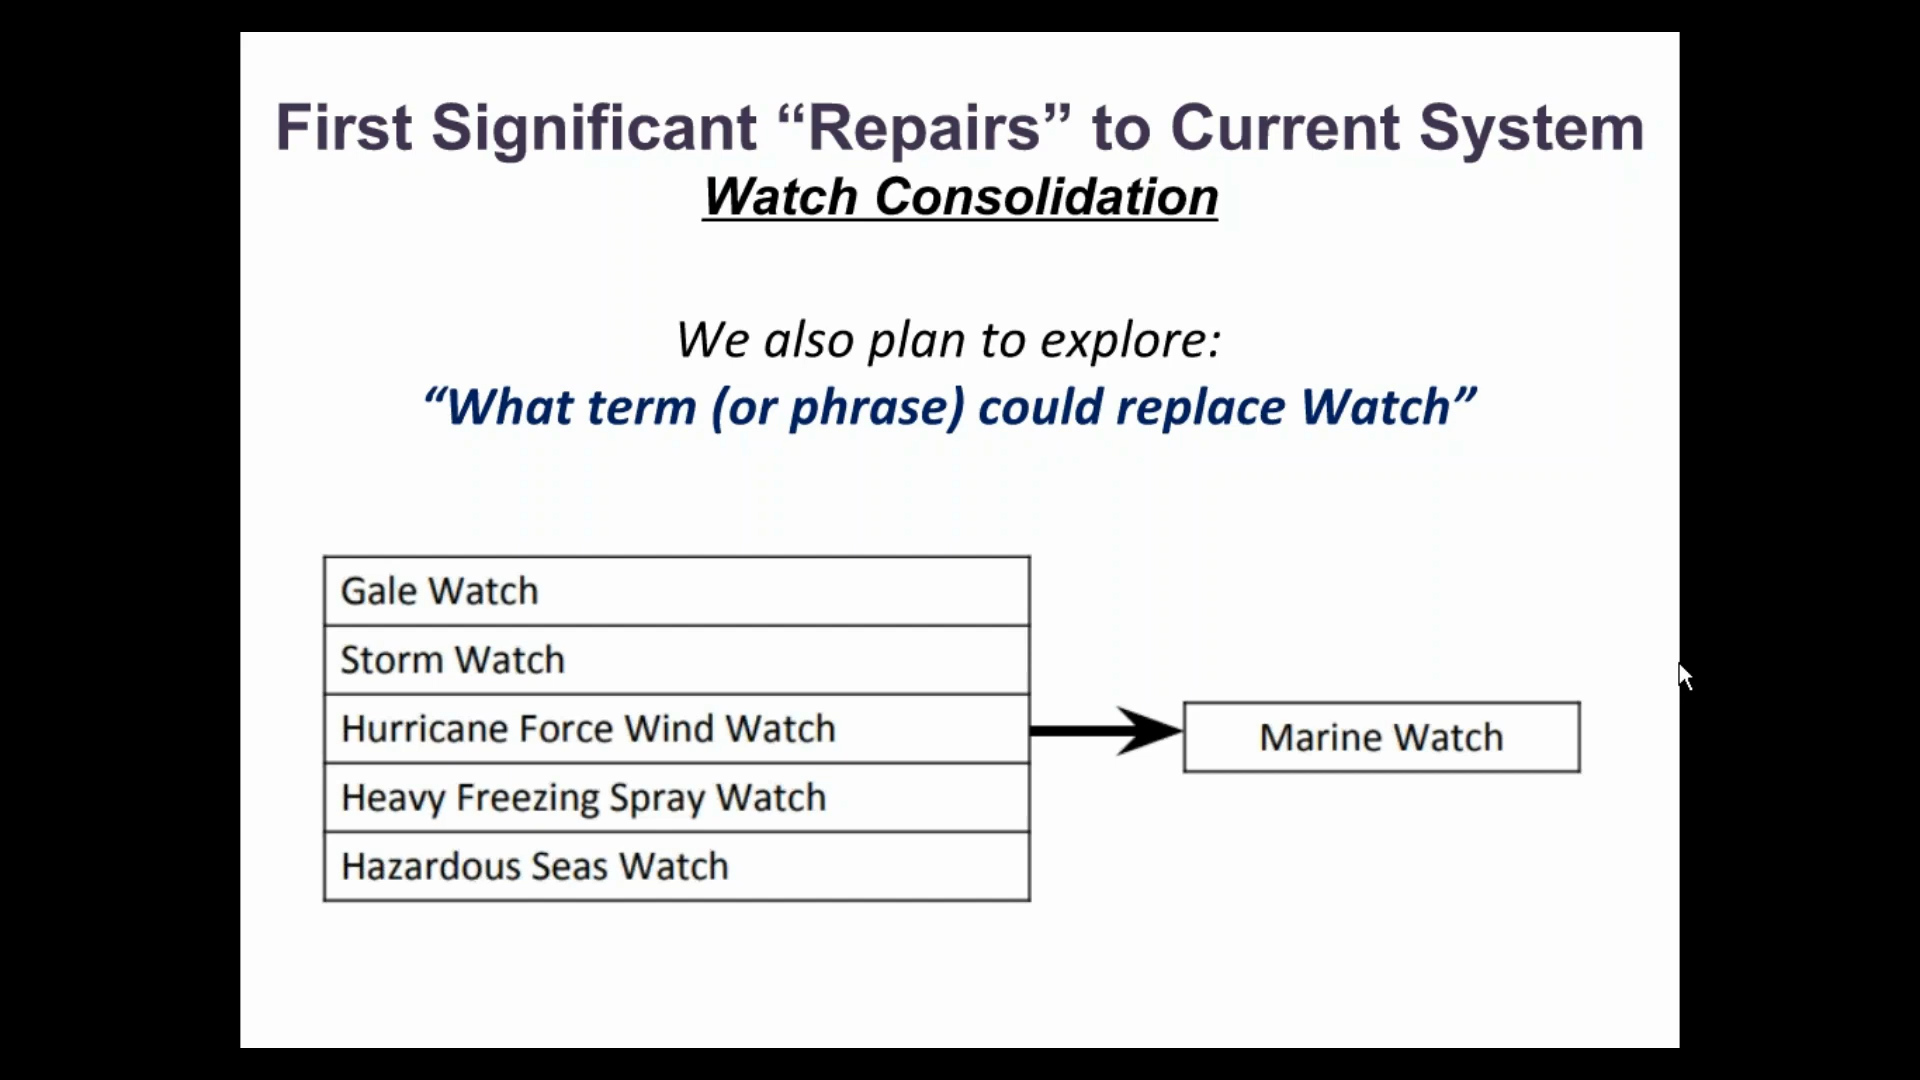 First Significant “Repairs” to Current System
Watch Consolidation
We also plan to explore:
“What term (or phrase) could replace Watch”
Gale Watch
Storm Watch
Hurricane Force Wind Watch
Heavy Freezing Spray Watch
Hazardous Seas Watch
Marine Watch